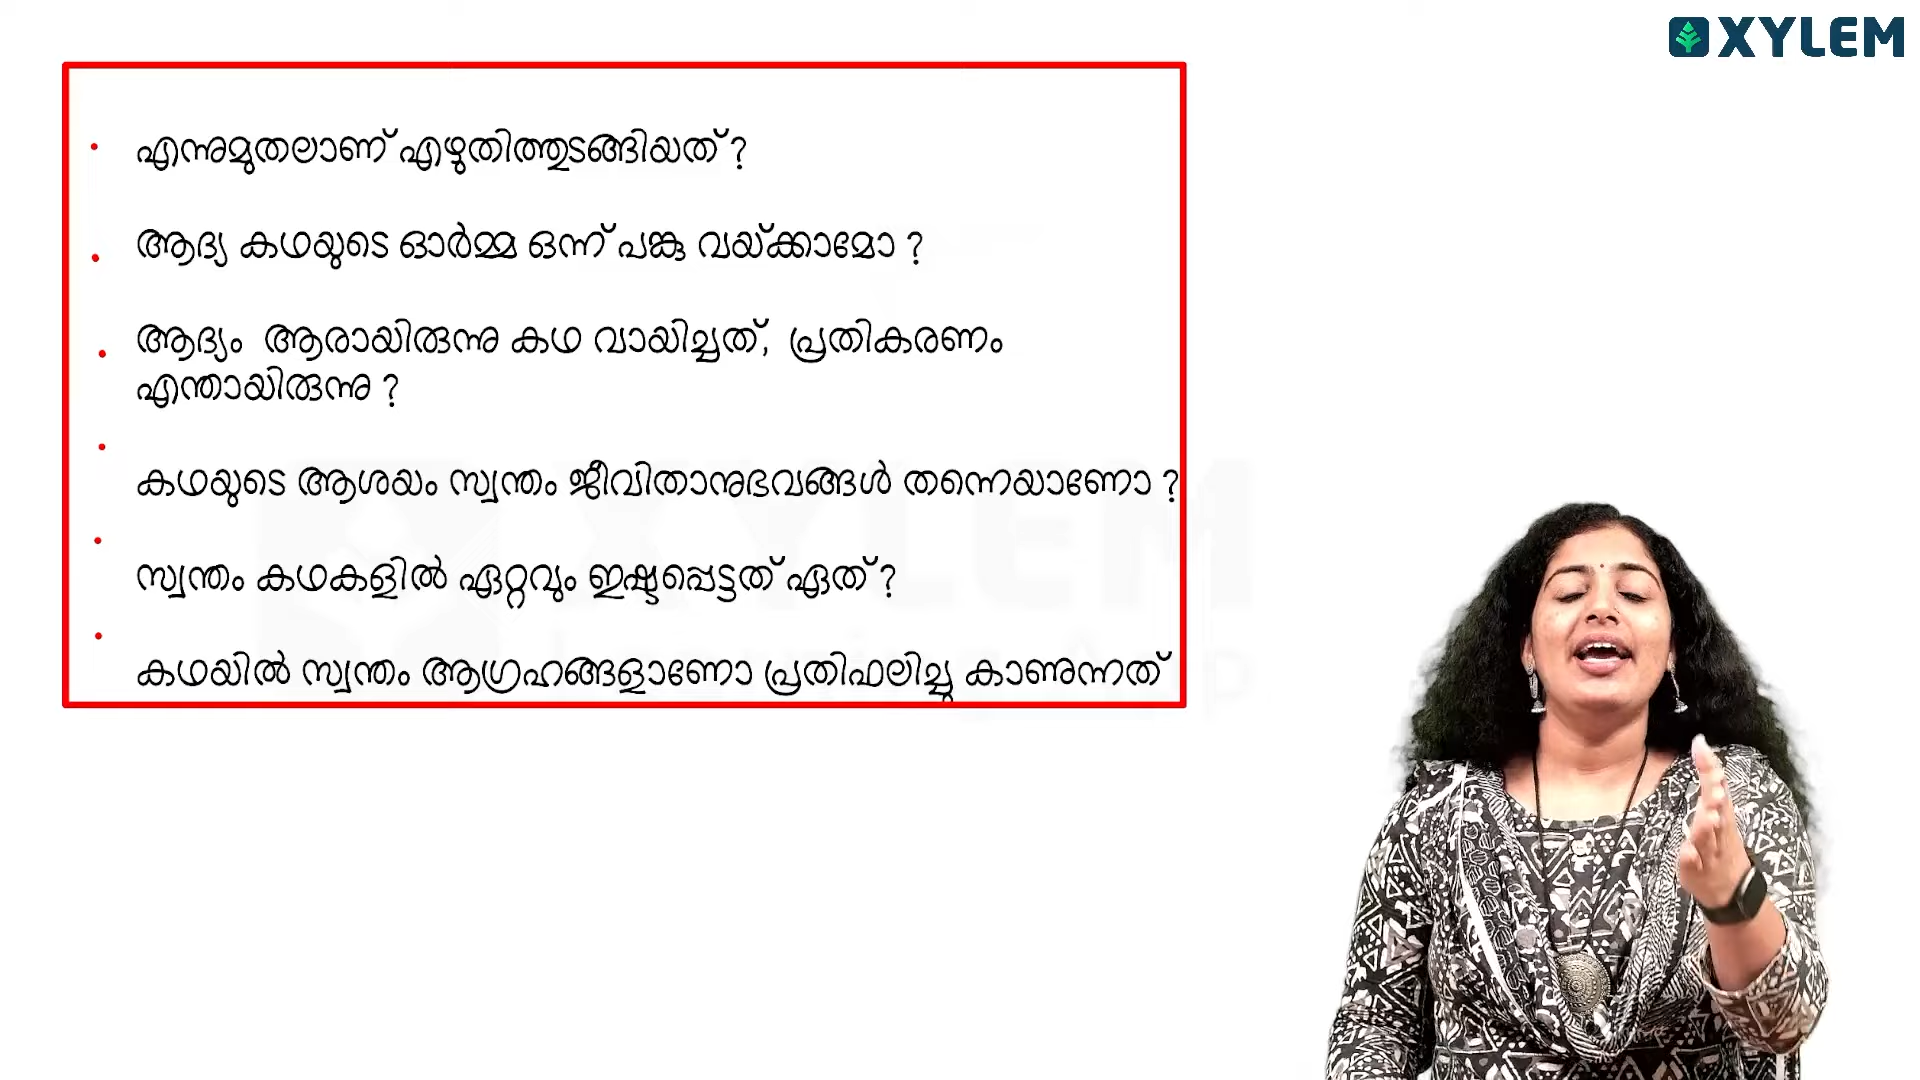 XYLEM
എന്നുമുതലാണ് എഴുതിത്തുടങ്ങിയത് ?
ആദ്യ കഥയുടെ ഓർമ്മ ഒന്ന് പങ്കു വയ്ക്കാമോ ?
ആദ്യം ആരായിരുന്നു കഥ വായിച്ചത്, പ്രതികരണം
എന്തായിരുന്നു ?
കഥയുടെ ആശയം സ്വന്തം ജീവിതാനുഭവങ്ങൾ തന്നെയാണോ ?
സ്വന്തം കഥകളിൽ ഏറ്റവും ഇഷ്ടപ്പെട്ടത് ഏത് ?
കഥയിൽ സ്വന്തം ആഗ്രഹങ്ങളാണോ പ്രതിഫലിച്ചു കാണുന്നത്